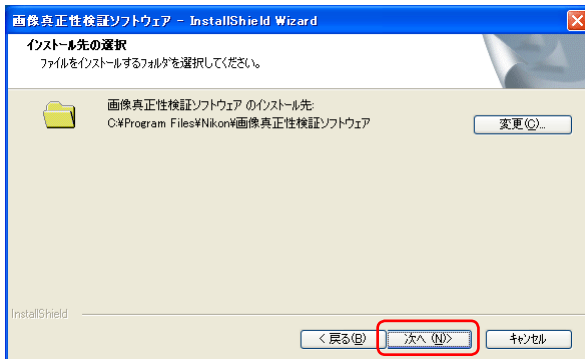 画像真正性検証ソフトウェア - InstallShield Wizard
インストール先の選択
ファイルをインストールするフォルダを選択してください。
画像真正性検証ソフトウェア のインストール先:
C:¥Program Files¥Nikon¥画像真正性検証ソフトウェア
変更(C)...
InstallShield
< 戻る(B)
次へ (N)>
キャンセル